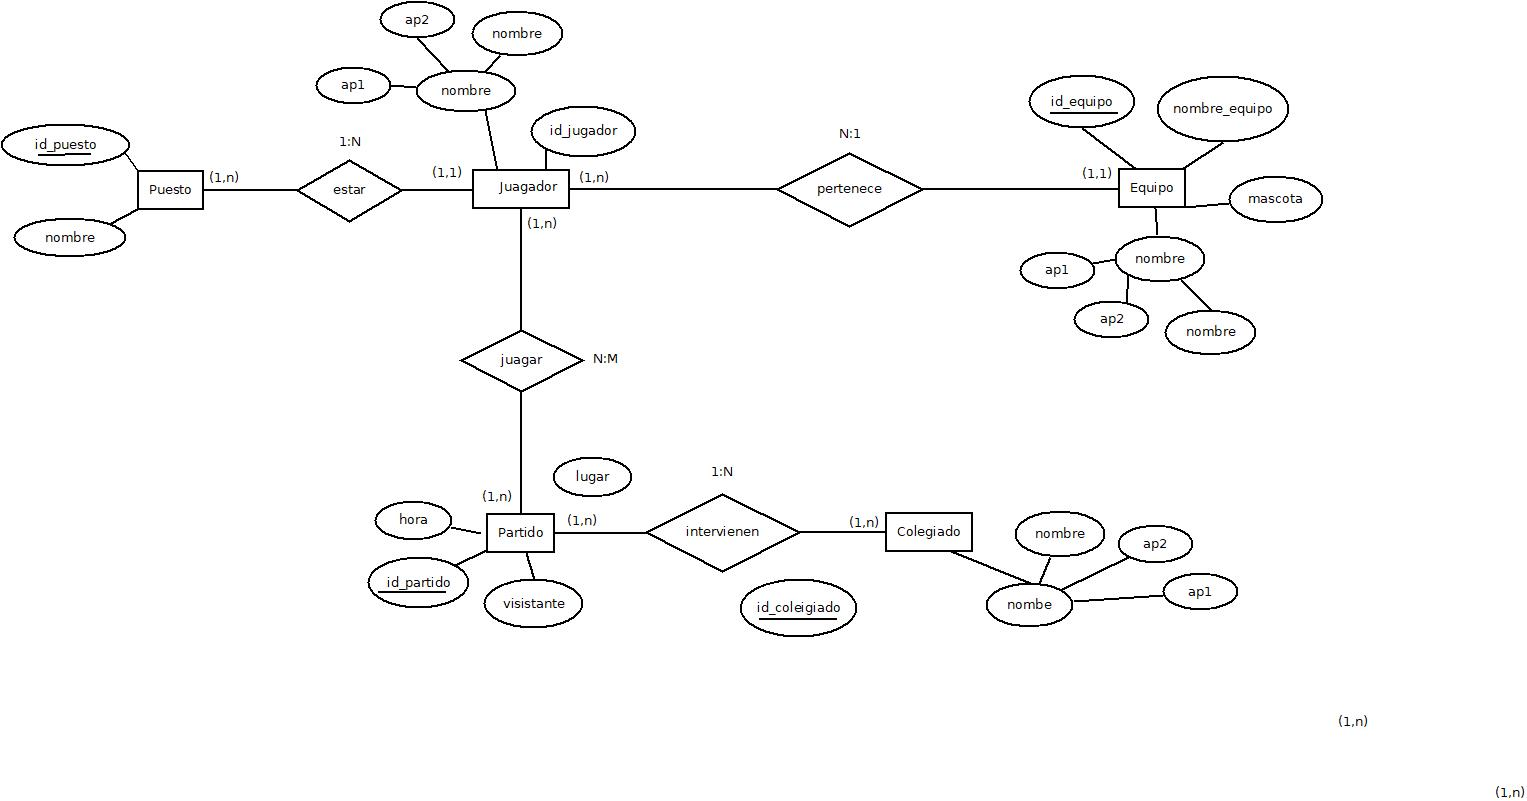 ap2
nombre
ap1
nombre
id_equipo
nombre_equipo
id_puesto
id_jugador
1:N
N:1
Puesto
(1,n)
estar
(1,1)
Juagador
(1,n)
pertenece
(1,1)
Equipo
mascota
nombre
(1,n)
nombre
ap1
ap2
nombre
juagar
N:M
lugar
1:N
(1,n)
hora
Partido
(1,n)
intervienen
(1,n)
Colegiado
nombre
ap2
id_partido
visistante
id_coleigiado
nombe
ap1
(1,n)
(1,n)